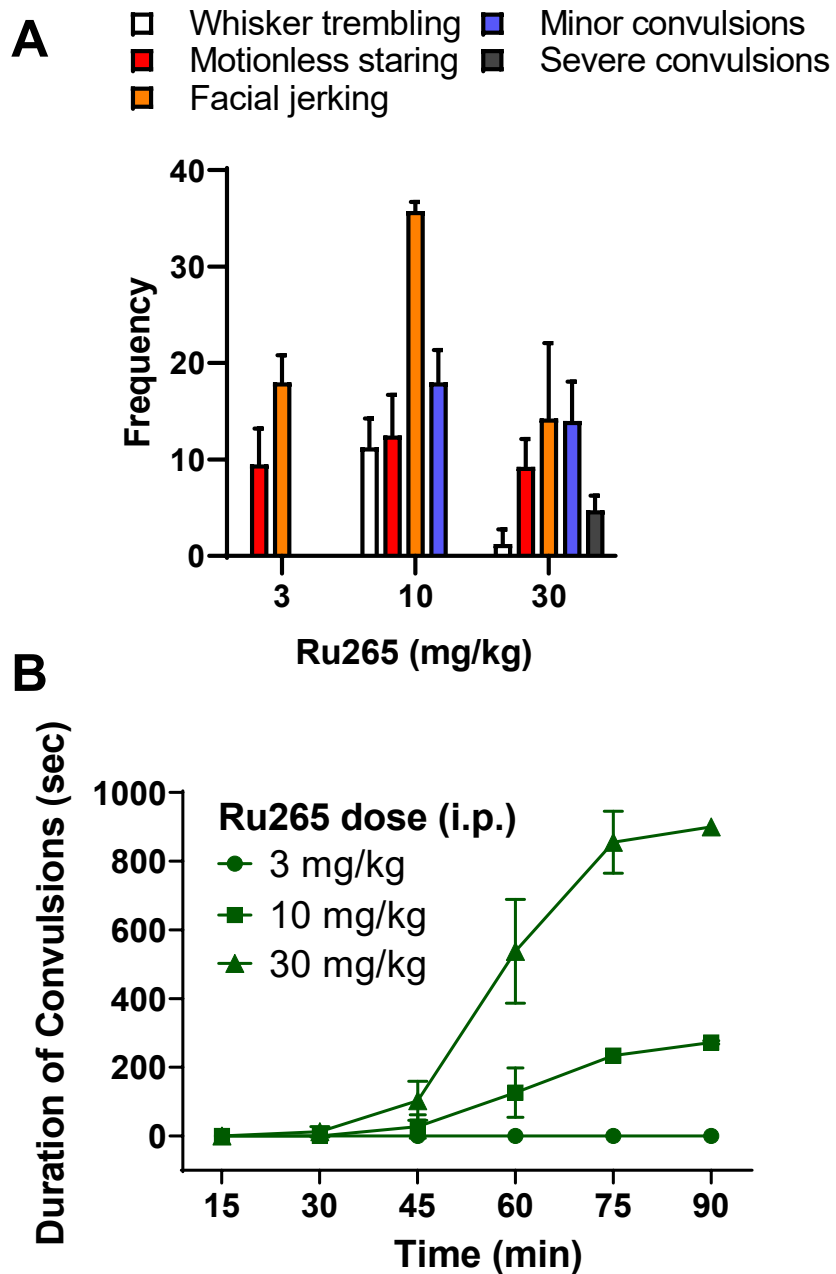 A
Whisker trembling
Minor convulsions
Motionless staring
Severe convulsions
Facial jerking
40
30
20
10
0
Frequency
3 10 30
Ru265 (mg/kg)
B
1000
800
600
400
200
0
Duration of Convulsions (sec)
Ru265 dose (i.p.)
3 mg/kg
10 mg/kg
30 mg/kg
15 30 45 60 75 90
Time (min)